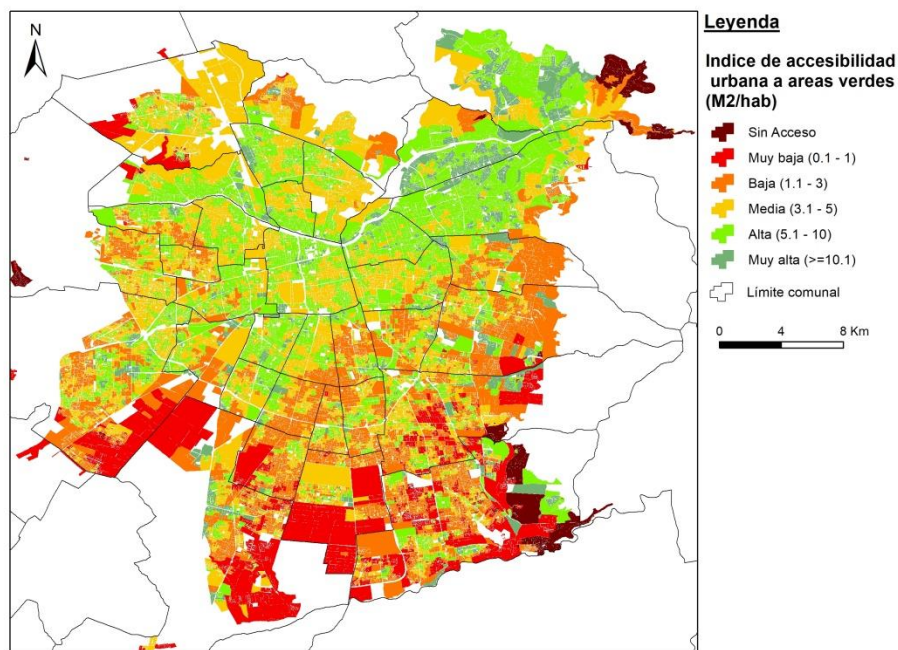 N
Leyenda
Indice de accesibilidad
urbana a areas verdes
(M2/hab)
Sin Acceso
Muy baja (0.1 - 1)
Baja (1.1 - 3)
Media (3.1 - 5)
Alta (5.1 - 10)
Muy alta (>=10.1)
Límite comunal
0 4 8 Km